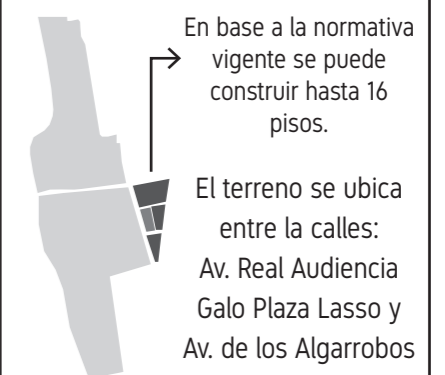 En base a la normativa
vigente se puede
construir hasta 16
pisos.
El terreno se ubica
entre la calles:
Av. Real Audiencia
Galo Plaza Lasso y
Av. de los Algarrobos